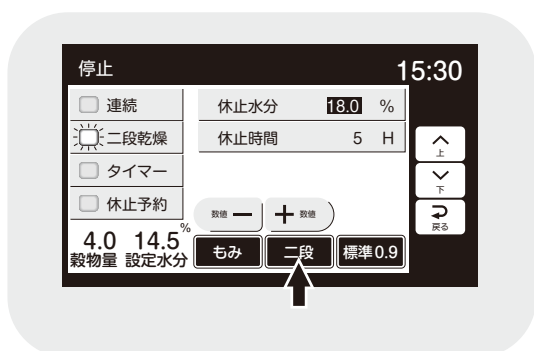 停止 15:30
連続
二段乾燥
タイマー
休止予約
休止水分 18.0 %
休止時間 5 H
数値 − + 数値
上
下
戻る
4.0 14.5 %
穀物量 設定水分
もみ 二段 標準0.9